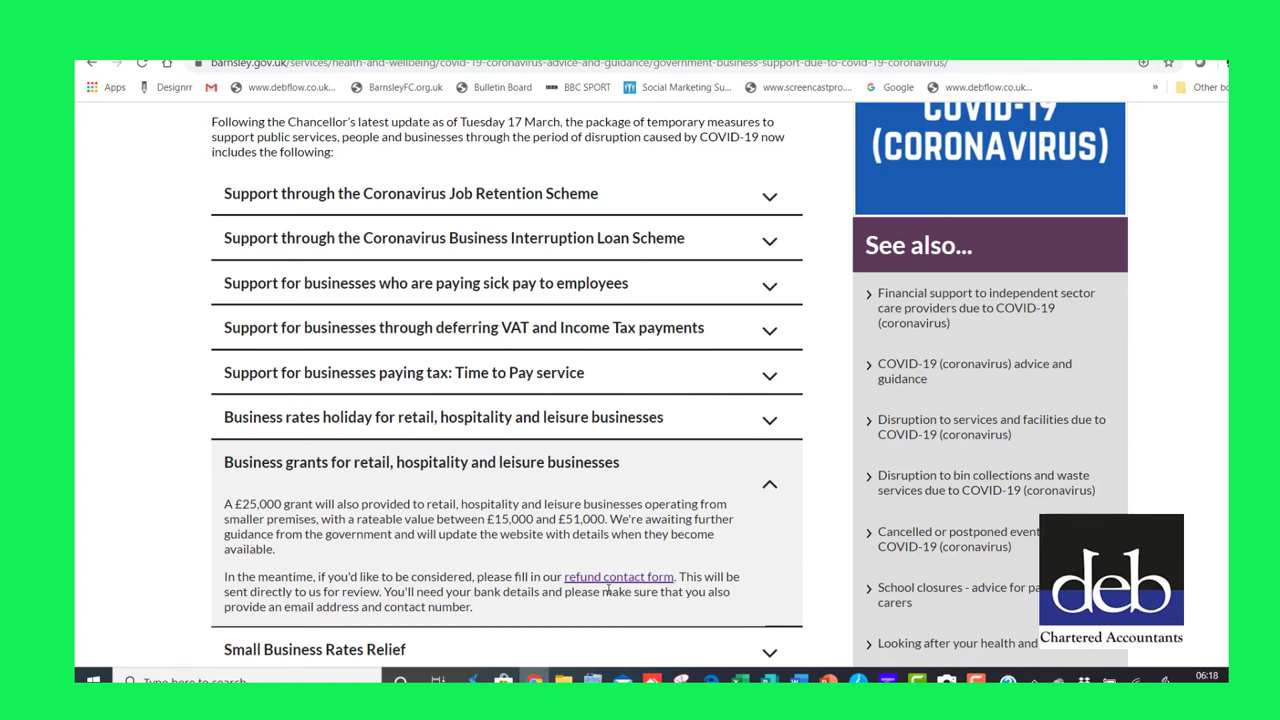 barnsley.gov.uk/services/health-and-wellbeing/covid-19-coronavirus-advice-and-guidance/government-business-support-due-to-covid-19-coronavirus/
Apps Designrr www.debflow.co.uk... BarnsleyFC.org.uk Bulletin Board BBC SPORT Social Marketing Su... www.screencastpro.... Google www.debflow.co.uk... » Other bo
Following the Chancellor's latest update as of Tuesday 17 March, the package of temporary measures to
support public services, people and businesses through the period of disruption caused by COVID-19 now
includes the following:
Support through the Coronavirus Job Retention Scheme
Support through the Coronavirus Business Interruption Loan Scheme
Support for businesses who are paying sick pay to employees
Support for businesses through deferring VAT and Income Tax payments
Support for businesses paying tax: Time to Pay service
Business rates holiday for retail, hospitality and leisure businesses
Business grants for retail, hospitality and leisure businesses
A £25,000 grant will also provided to retail, hospitality and leisure businesses operating from
smaller premises, with a rateable value between £15,000 and £51,000. We're awaiting further
guidance from the government and will update the website with details when they become
available.
In the meantime, if you'd like to be considered, please fill in our refund contact form. This will be
sent directly to us for review. You'll need your bank details and please make sure that you also
provide an email address and contact number.
Small Business Rates Relief
COVID-19
(CORONAVIRUS)
See also...
Financial support to independent sector
care providers due to COVID-19
(coronavirus)
COVID-19 (coronavirus) advice and
guidance
Disruption to services and facilities due to
COVID-19 (coronavirus)
Disruption to bin collections and waste
services due to COVID-19 (coronavirus)
Cancelled or postponed event
COVID-19 (coronavirus)
School closures - advice for pa
carers
Looking after your health and
deb
Chartered Accountants
Type here to search
06:18